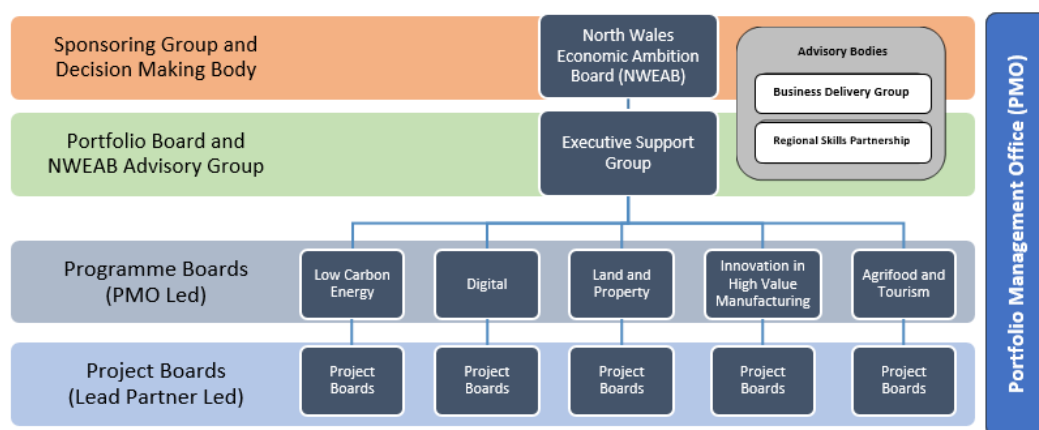 Sponsoring Group and
Decision Making Body
North Wales
Economic Ambition
Board (NWEAB)
Advisory Bodies
Business Delivery Group
Regional Skills Partnership
Portfolio Board and
NWEAB Advisory Group
Executive Support
Group
Programme Boards
(PMO Led)
Low Carbon
Energy
Digital
Land and
Property
Innovation in
High Value
Manufacturing
Agrifood and
Tourism
Project Boards
(Lead Partner Led)
Project
Boards
Project
Boards
Project
Boards
Project
Boards
Project
Boards
Portfolio Management Office (PMO)